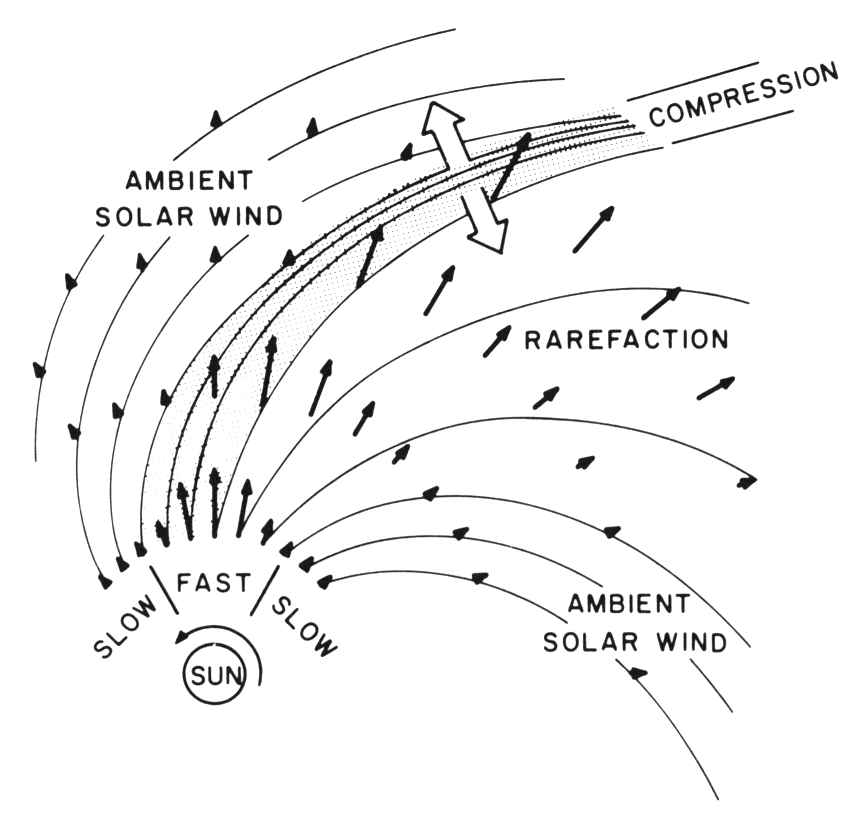 COMPRESSION
AMBIENT
SOLAR WIND
RAREFACTION
FAST
SLOW
SLOW
SUN
AMBIENT
SOLAR WIND